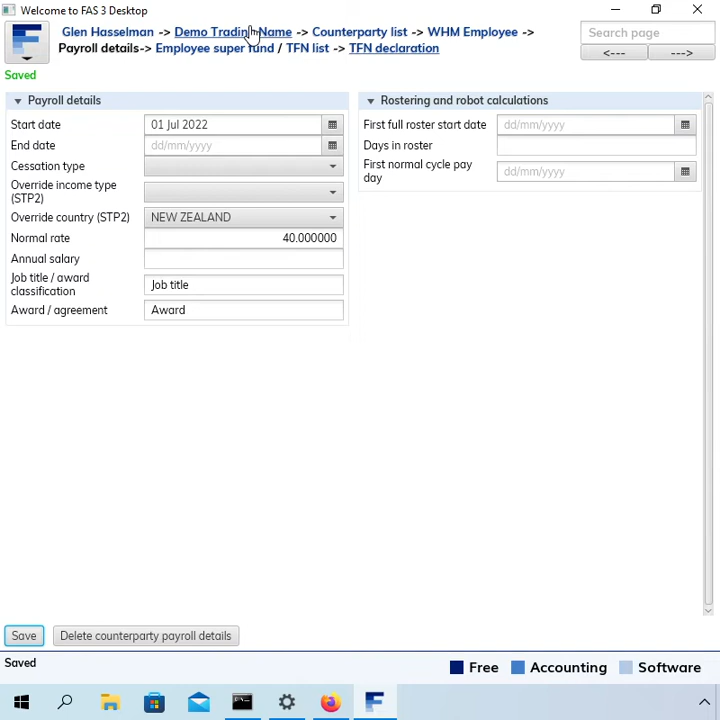 Welcome to FAS 3 Desktop
Glen Hasselman -> Demo Trading Name -> Counterparty list -> WHM Employee ->
Payroll details-> Employee super fund / TFN list -> TFN declaration
Search page
<---
--->
Saved
Payroll details
Start date
01 Jul 2022
End date
dd/mm/yyyy
Cessation type
Override income type
(STP2)
Override country (STP2)
NEW ZEALAND
Normal rate
40.000000
Annual salary
Job title / award
classification
Job title
Award / agreement
Award
Rostering and robot calculations
First full roster start date
dd/mm/yyyy
Days in roster
First normal cycle pay
day
dd/mm/yyyy
Save
Delete counterparty payroll details
Saved
Free
Accounting
Software